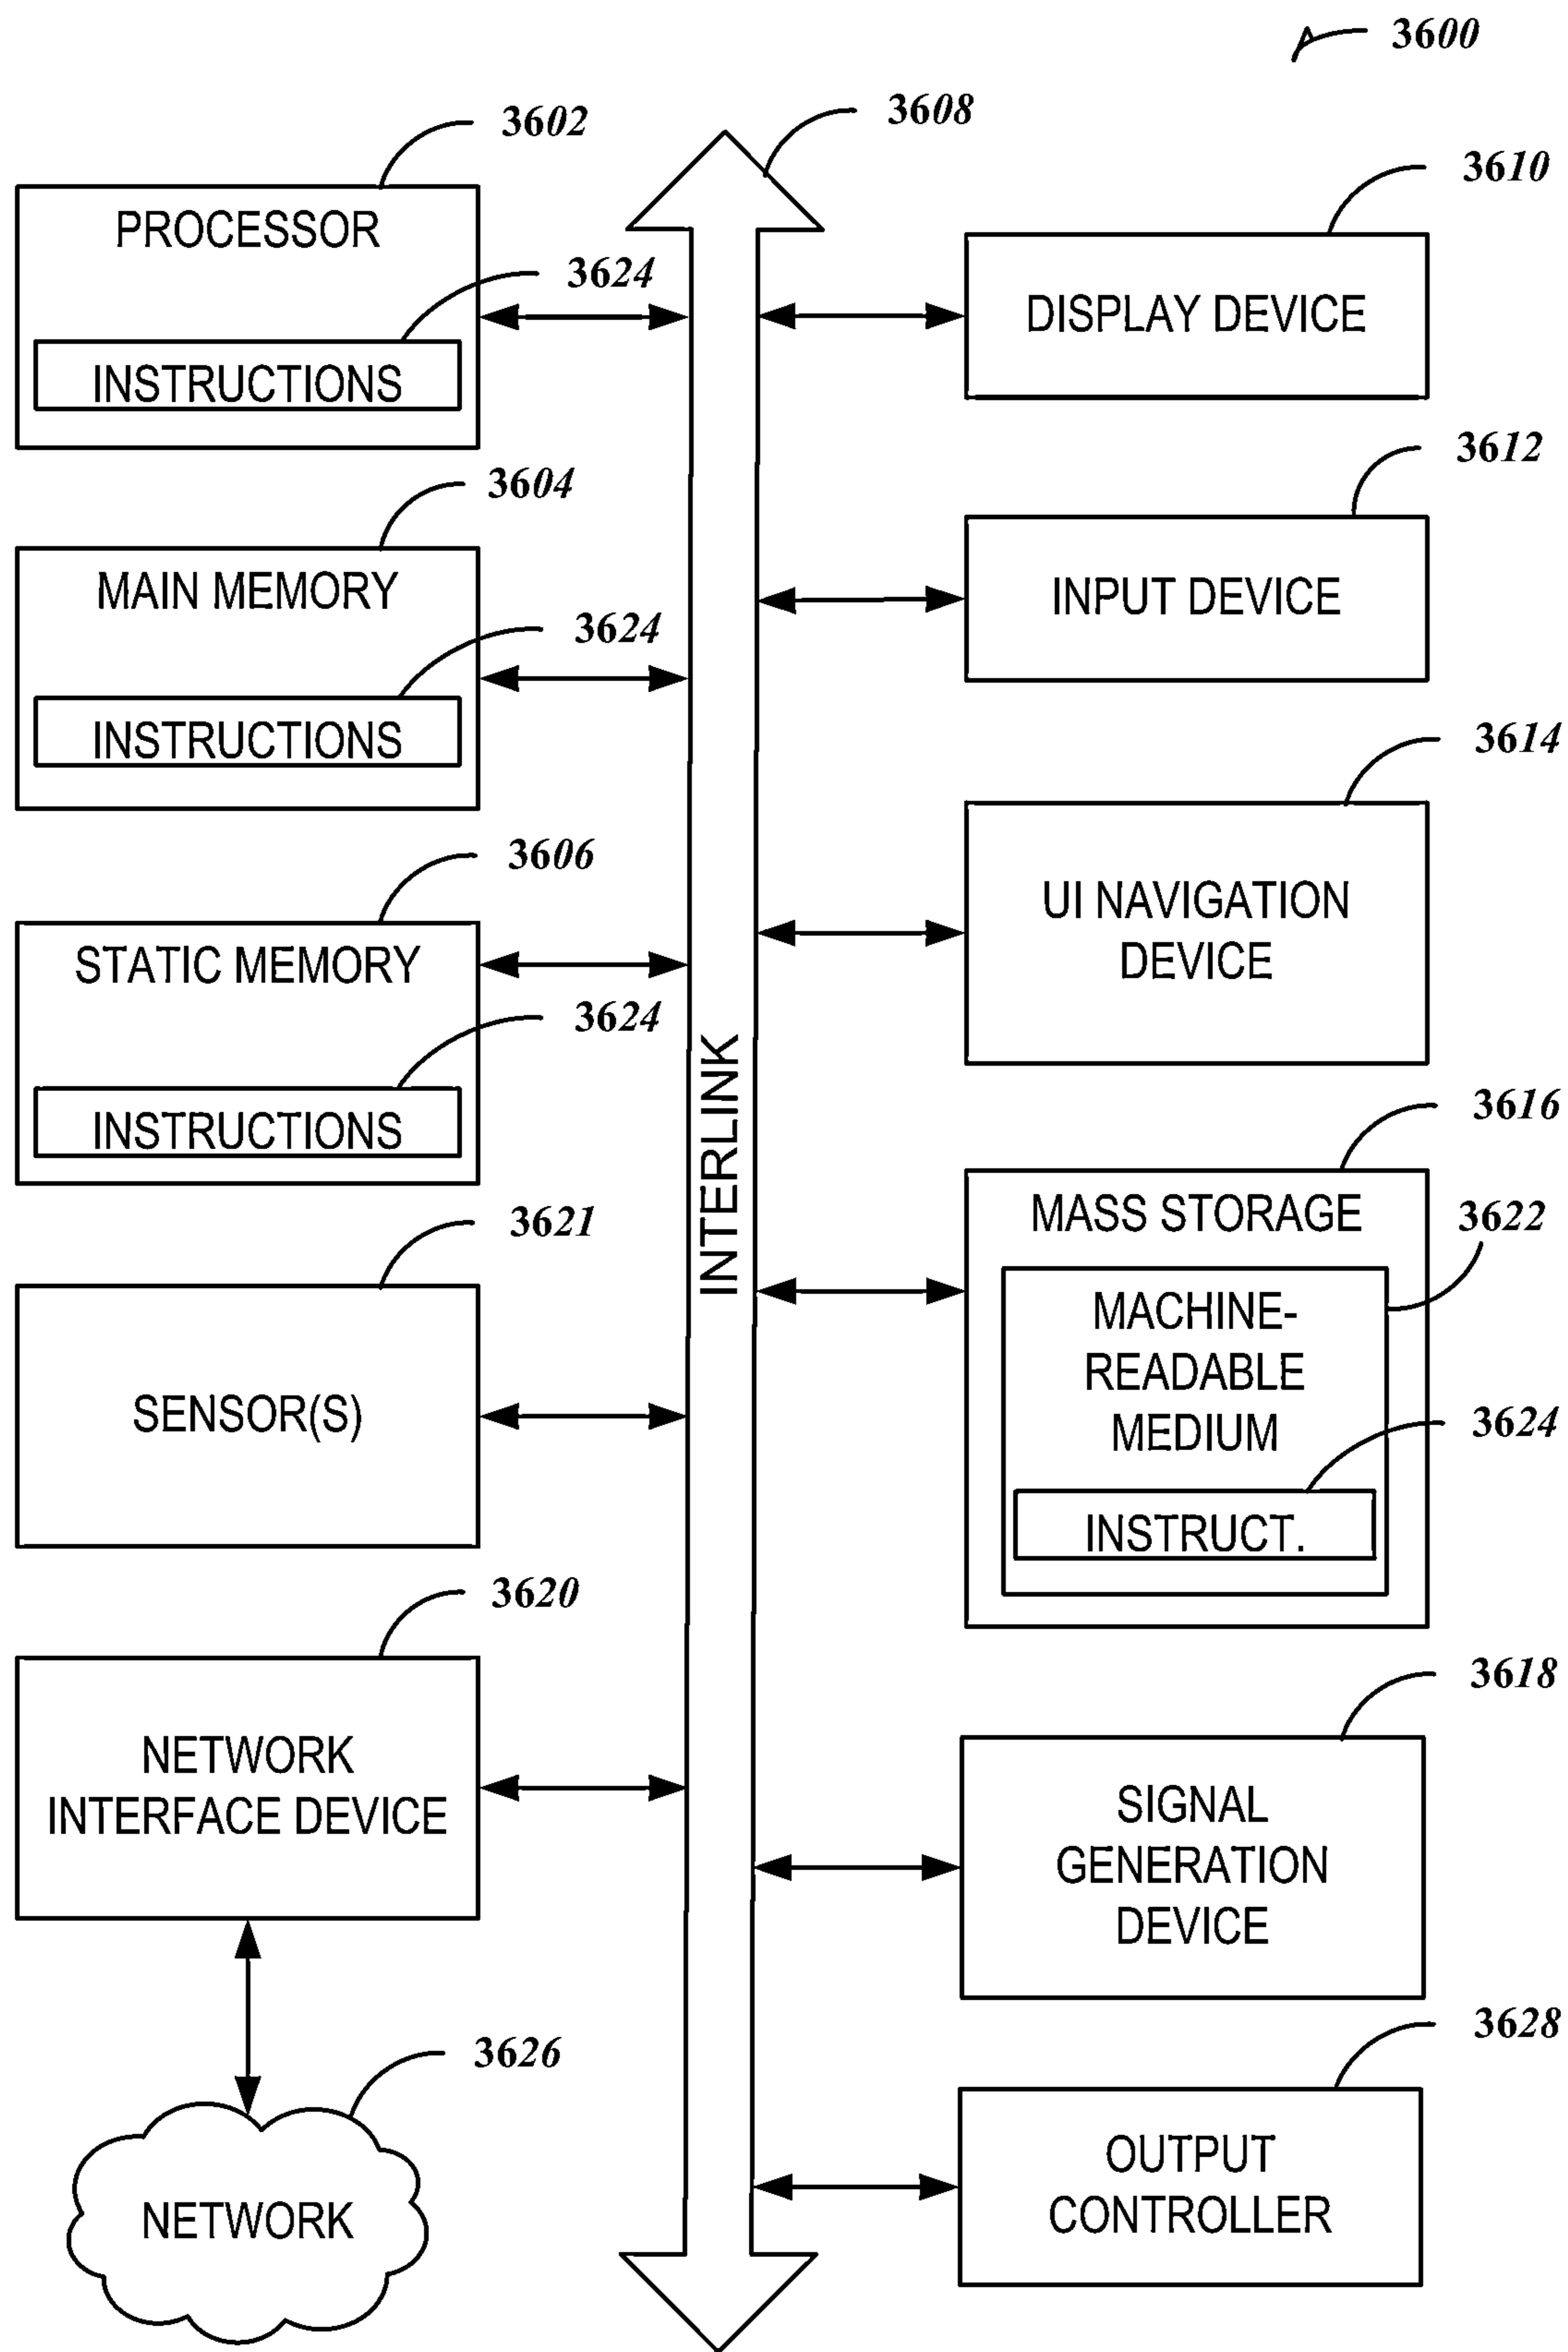 3600
3602
PROCESSOR
3624
INSTRUCTIONS
3604
MAIN MEMORY
3624
INSTRUCTIONS
3606
STATIC MEMORY
3624
INSTRUCTIONS
3621
SENSOR(S)
3620
NETWORK
INTERFACE DEVICE
3626
NETWORK
3608
INTERLINK
3610
DISPLAY DEVICE
3612
INPUT DEVICE
3614
UI NAVIGATION
DEVICE
3616
MASS STORAGE
3622
MACHINE-
READABLE
MEDIUM
3624
INSTRUCT.
3618
SIGNAL
GENERATION
DEVICE
3628
OUTPUT
CONTROLLER